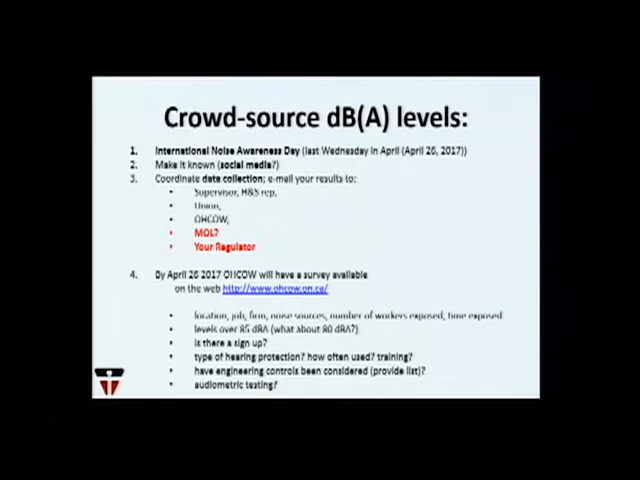 Crowd-source dB(A) levels:
1. International Noise Awareness Day (last Wednesday in April (April 26, 2017))
2. Make it known (social media?)
3. Coordinate data collection; e-mail your results to:
• Supervisor, H&S rep,
• Union,
• OHCOW,
• MOL?
• Your Regulator
4. By April 26 2017 OHCOW will have a survey available
on the web http://www.ohcow.on.ca/
• location, job, firm, noise sources, number of workers exposed, time exposed
• levels over 85 dBA (what about 80 dBA?)
• is there a sign up?
• type of hearing protection? how often used? training?
• have engineering controls been considered (provide list)?
• audiometric testing?